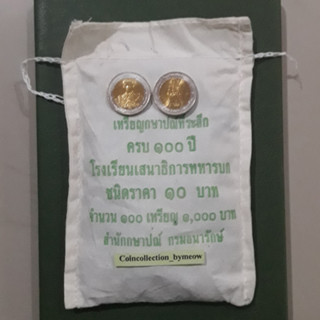 เหรียญกษาปณ์ที่ระลึก
ครบ ๑๐๐ ปี
โรงเรียนเสนาธิการทหารบก
ชนิดราคา ๑๐ บาท
จำนวน ๑๐๐ เหรียญ ๑,๐๐๐ บาท
สำนักกษาปณ์ กรมธนารักษ์
Coincollection_bymeow